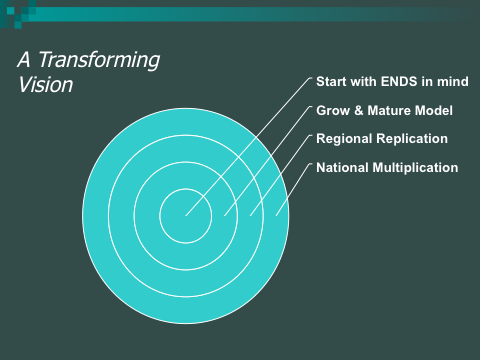 A Transforming
Vision
Start with ENDS in mind
Grow & Mature Model
Regional Replication
National Multiplication